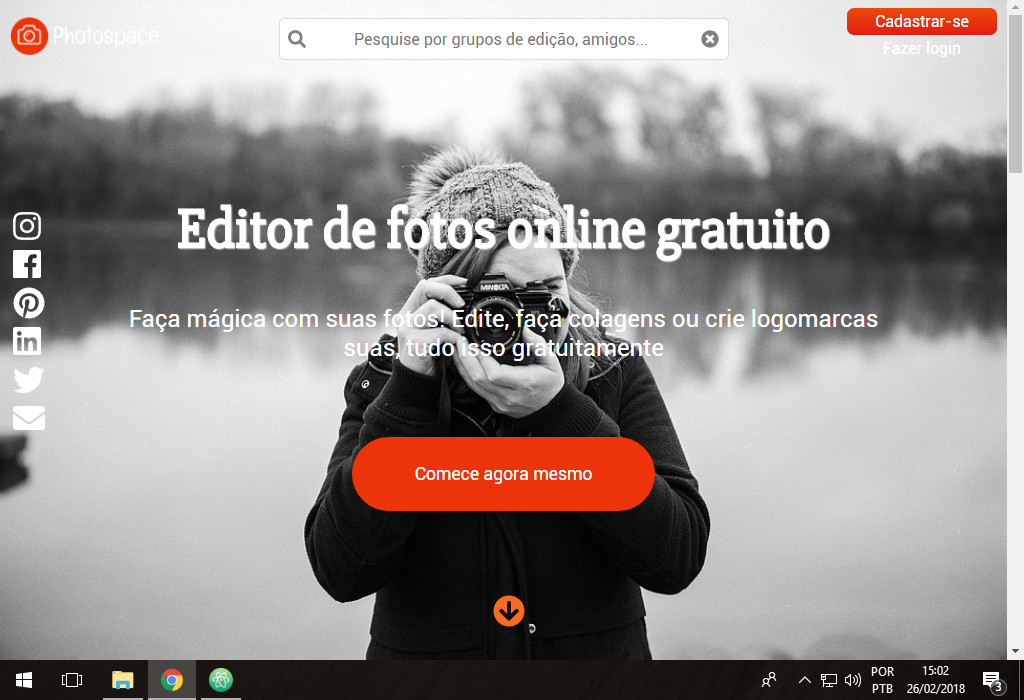 Photospace
Pesquise por grupos de edição, amigos...
Cadastrar-se
Fazer login
Editor de fotos online gratuito
MINOLTA
Faça mágica com suas fotos! Edite, faça colagens ou crie logomarcas
suas, tudo isso gratuitamente
Comece agora mesmo
POR
PTB
15:02
26/02/2018
3